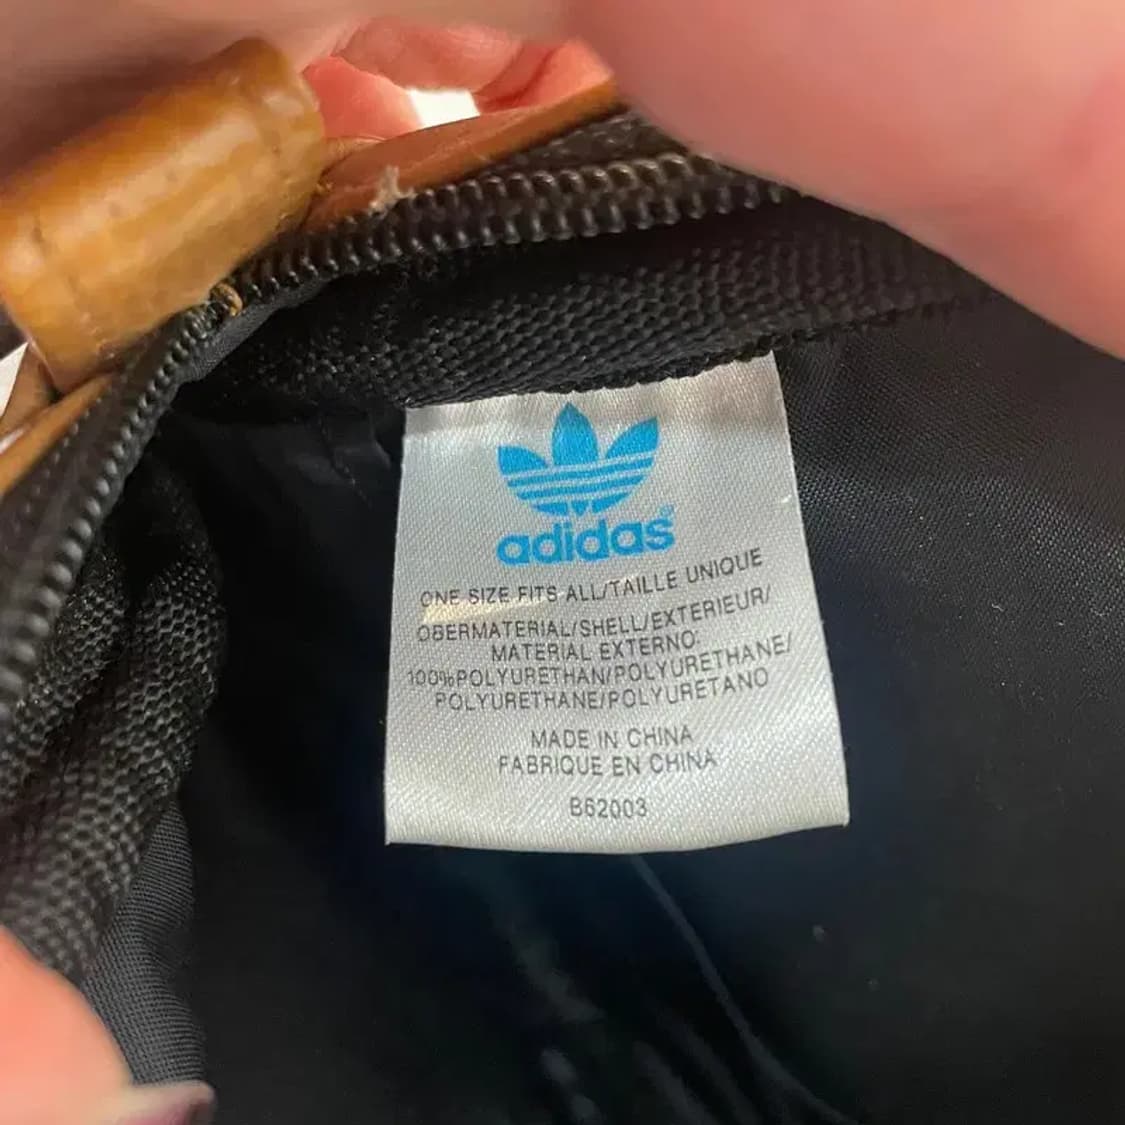 adidas®
ONE SIZE FITS ALL/TAILLE UNIQUE
OBERMATERIAL/SHELL/EXTERIEUR/
MATERIAL EXTERNO:
100%POLYURETHAN/POLYURETHANE/
POLYURETHANE/POLYURETANO
MADE IN CHINA
FABRIQUE EN CHINA
B62003